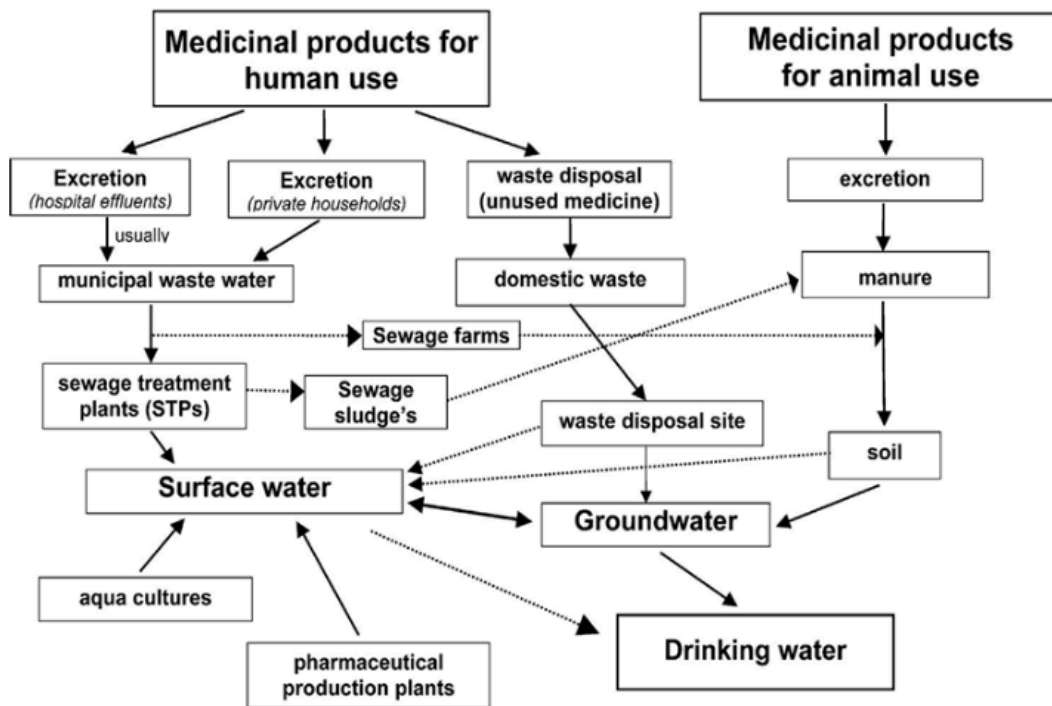 Medicinal products for
human use
Medicinal products
for animal use
Excretion
(hospital effluents)
Excretion
(private households)
waste disposal
(unused medicine)
excretion
usually
municipal waste water
domestic waste
manure
Sewage farms
sewage treatment
plants (STPs)
Sewage
sludge's
waste disposal site
soil
Surface water
Groundwater
aqua cultures
pharmaceutical
production plants
Drinking water